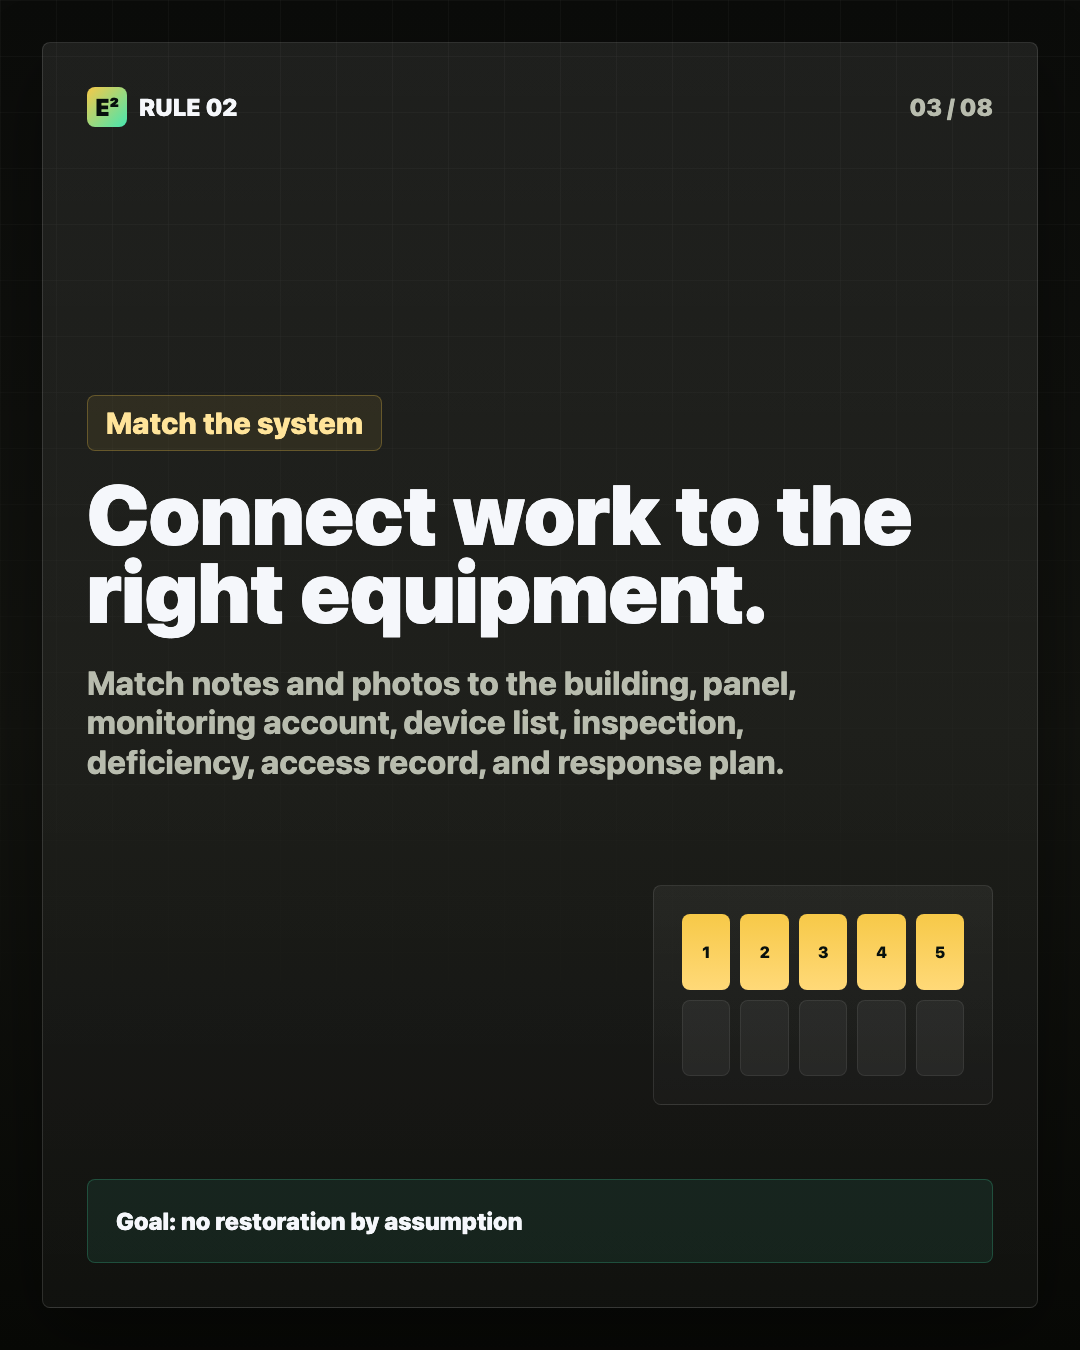 E² RULE 02
03 / 08
Match the system
Connect work to the
right equipment.
Match notes and photos to the building, panel,
monitoring account, device list, inspection,
deficiency, access record, and response plan.
1 2 3 4 5
Goal: no restoration by assumption